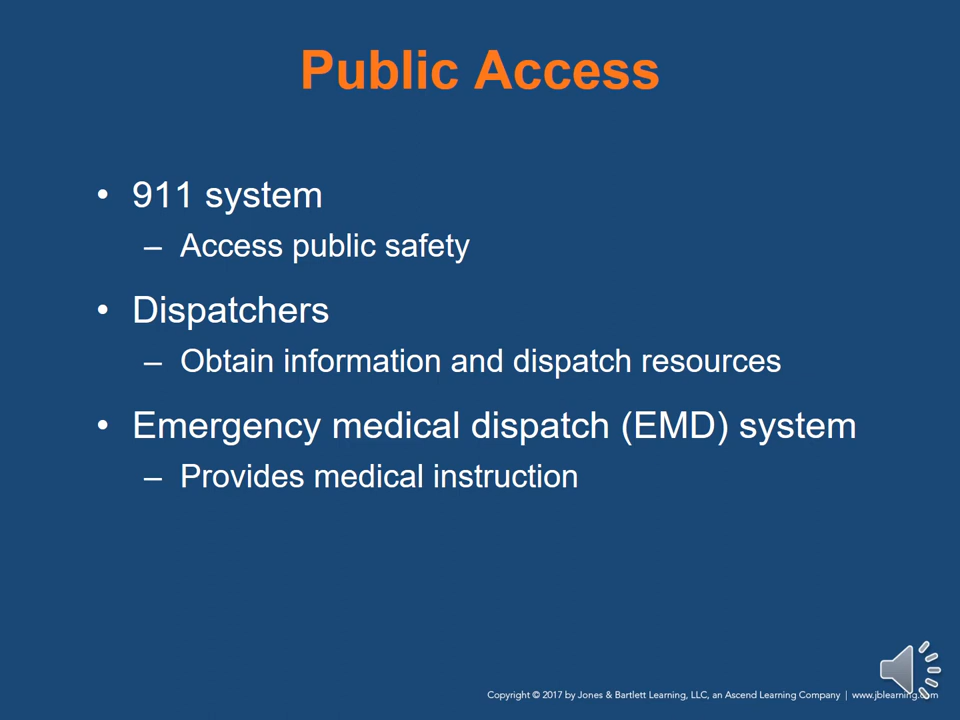 Public Access
• 911 system
– Access public safety
• Dispatchers
– Obtain information and dispatch resources
• Emergency medical dispatch (EMD) system
– Provides medical instruction
Copyright © 2017 by Jones & Bartlett Learning, LLC, an Ascend Learning Company | www.jblearning.com